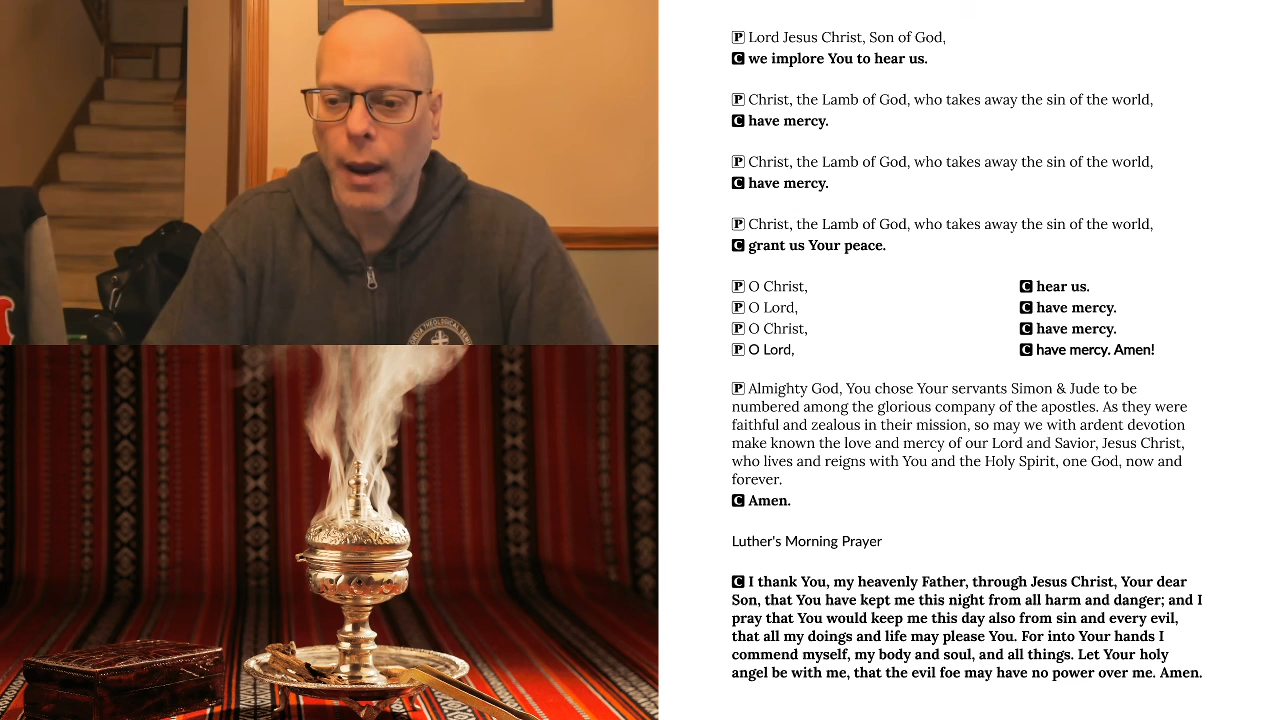 P Lord Jesus Christ, Son of God,
C we implore You to hear us.
P Christ, the Lamb of God, who takes away the sin of the world,
C have mercy.
P Christ, the Lamb of God, who takes away the sin of the world,
C have mercy.
P Christ, the Lamb of God, who takes away the sin of the world,
C grant us Your peace.
P O Christ, C hear us.
P O Lord, C have mercy.
P O Christ, C have mercy.
P O Lord, C have mercy. Amen!
P Almighty God, You chose Your servants Simon & Jude to be
numbered among the glorious company of the apostles. As they were
faithful and zealous in their mission, so may we with ardent devotion
make known the love and mercy of our Lord and Savior, Jesus Christ,
who lives and reigns with You and the Holy Spirit, one God, now and
forever.
C Amen.
Luther's Morning Prayer
C I thank You, my heavenly Father, through Jesus Christ, Your dear
Son, that You have kept me this night from all harm and danger; and I
pray that You would keep me this day also from sin and every evil,
that all my doings and life may please You. For into Your hands I
commend myself, my body and soul, and all things. Let Your holy
angel be with me, that the evil foe may have no power over me. Amen.